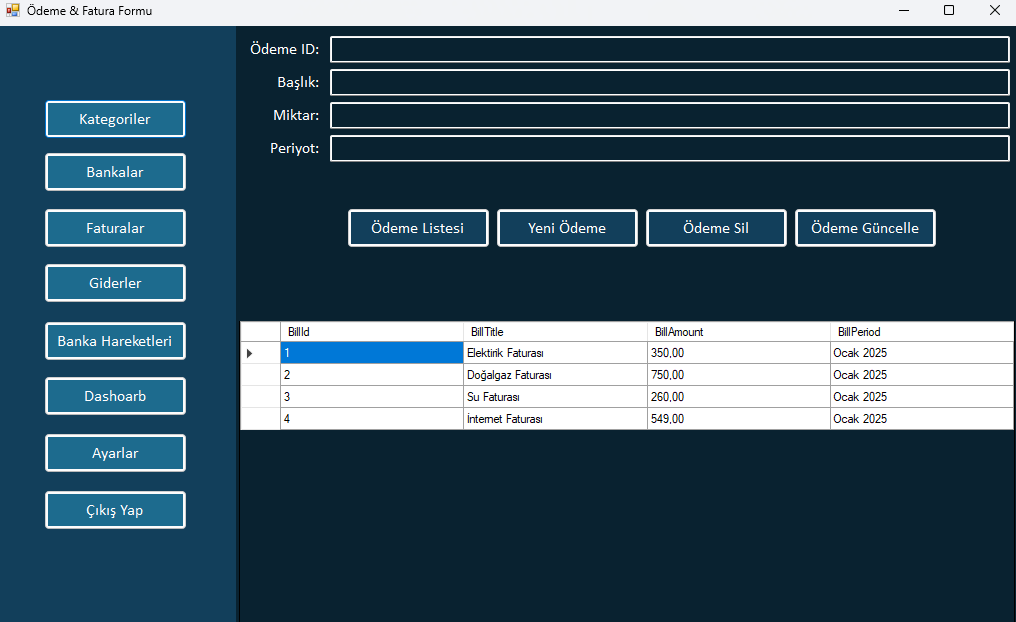 Ödeme & Fatura Formu
Kategoriler
Bankalar
Faturalar
Giderler
Banka Hareketleri
Dashoarb
Ayarlar
Çıkış Yap
Ödeme ID:
Başlık:
Miktar:
Periyot:
Ödeme Listesi Yeni Ödeme Ödeme Sil Ödeme Güncelle
BillId BillTitle BillAmount BillPeriod
1 Elektirik Faturası 350,00 Ocak 2025
2 Doğalgaz Faturası 750,00 Ocak 2025
3 Su Faturası 260,00 Ocak 2025
4 İnternet Faturası 549,00 Ocak 2025